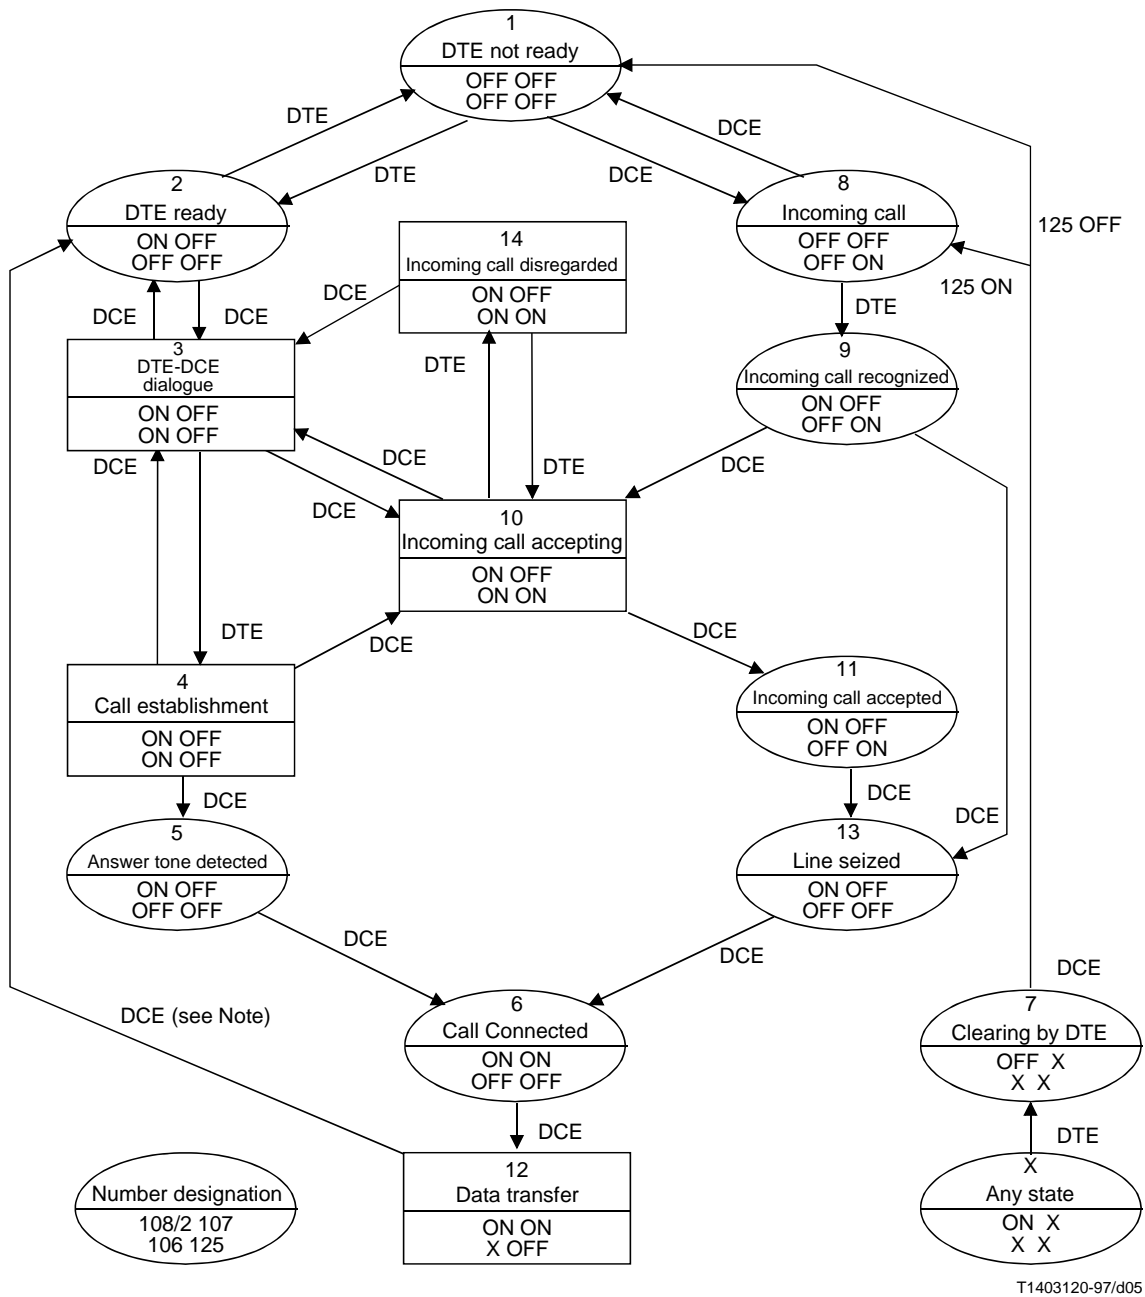 1
DTE not ready
OFF OFF
OFF OFF
DTE
DTE
DCE
DCE
2
DTE ready
ON OFF
OFF OFF
8
Incoming call
OFF OFF
OFF ON
125 OFF
125 ON
14
Incoming call disregarded
ON OFF
ON ON
DCE
DCE
DCE
DTE
3
DTE-DCE
dialogue
ON OFF
ON OFF
DTE
9
Incoming call recognized
ON OFF
OFF ON
DCE
DCE
DTE
DCE
DCE
10
Incoming call accepting
ON OFF
ON ON
DTE
DCE
DCE
4
Call establishment
ON OFF
ON OFF
11
Incoming call accepted
ON OFF
OFF ON
DCE
DCE
DCE
5
Answer tone detected
ON OFF
OFF OFF
13
Line seized
ON OFF
OFF OFF
DCE
DCE
DCE
DCE (see Note)
6
Call Connected
ON ON
OFF OFF
7
Clearing by DTE
OFF X
X X
DCE
DTE
Number designation
108/2 107
106 125
12
Data transfer
ON ON
X OFF
X
Any state
ON X
X X
T1403120-97/d05